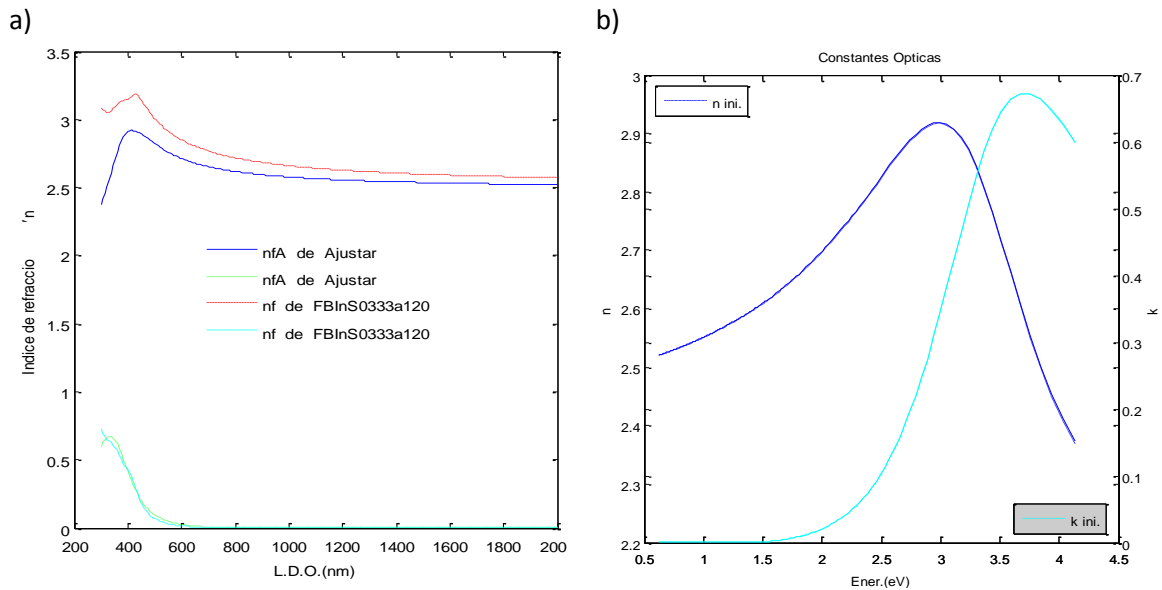 a)
3.5
3
2.5
2
1.5
1
0.5
0
Indice de refraccio ´n
nfA de Ajustar
nfA de Ajustar
nf de FBInS0333a120
nf de FBInS0333a120
200 400 600 800 1000 1200 1400 1600 1800 200
L.D.O.(nm)
b)
Constantes Opticas
3
2.9
2.8
2.7
2.6
2.5
2.4
2.3
2.2
n
n ini.
k ini.
0.7
0.6
0.5
0.4
0.3
0.2
0.1
0
k
0.5 1 1.5 2 2.5 3 3.5 4 4.5
Ener.(eV)